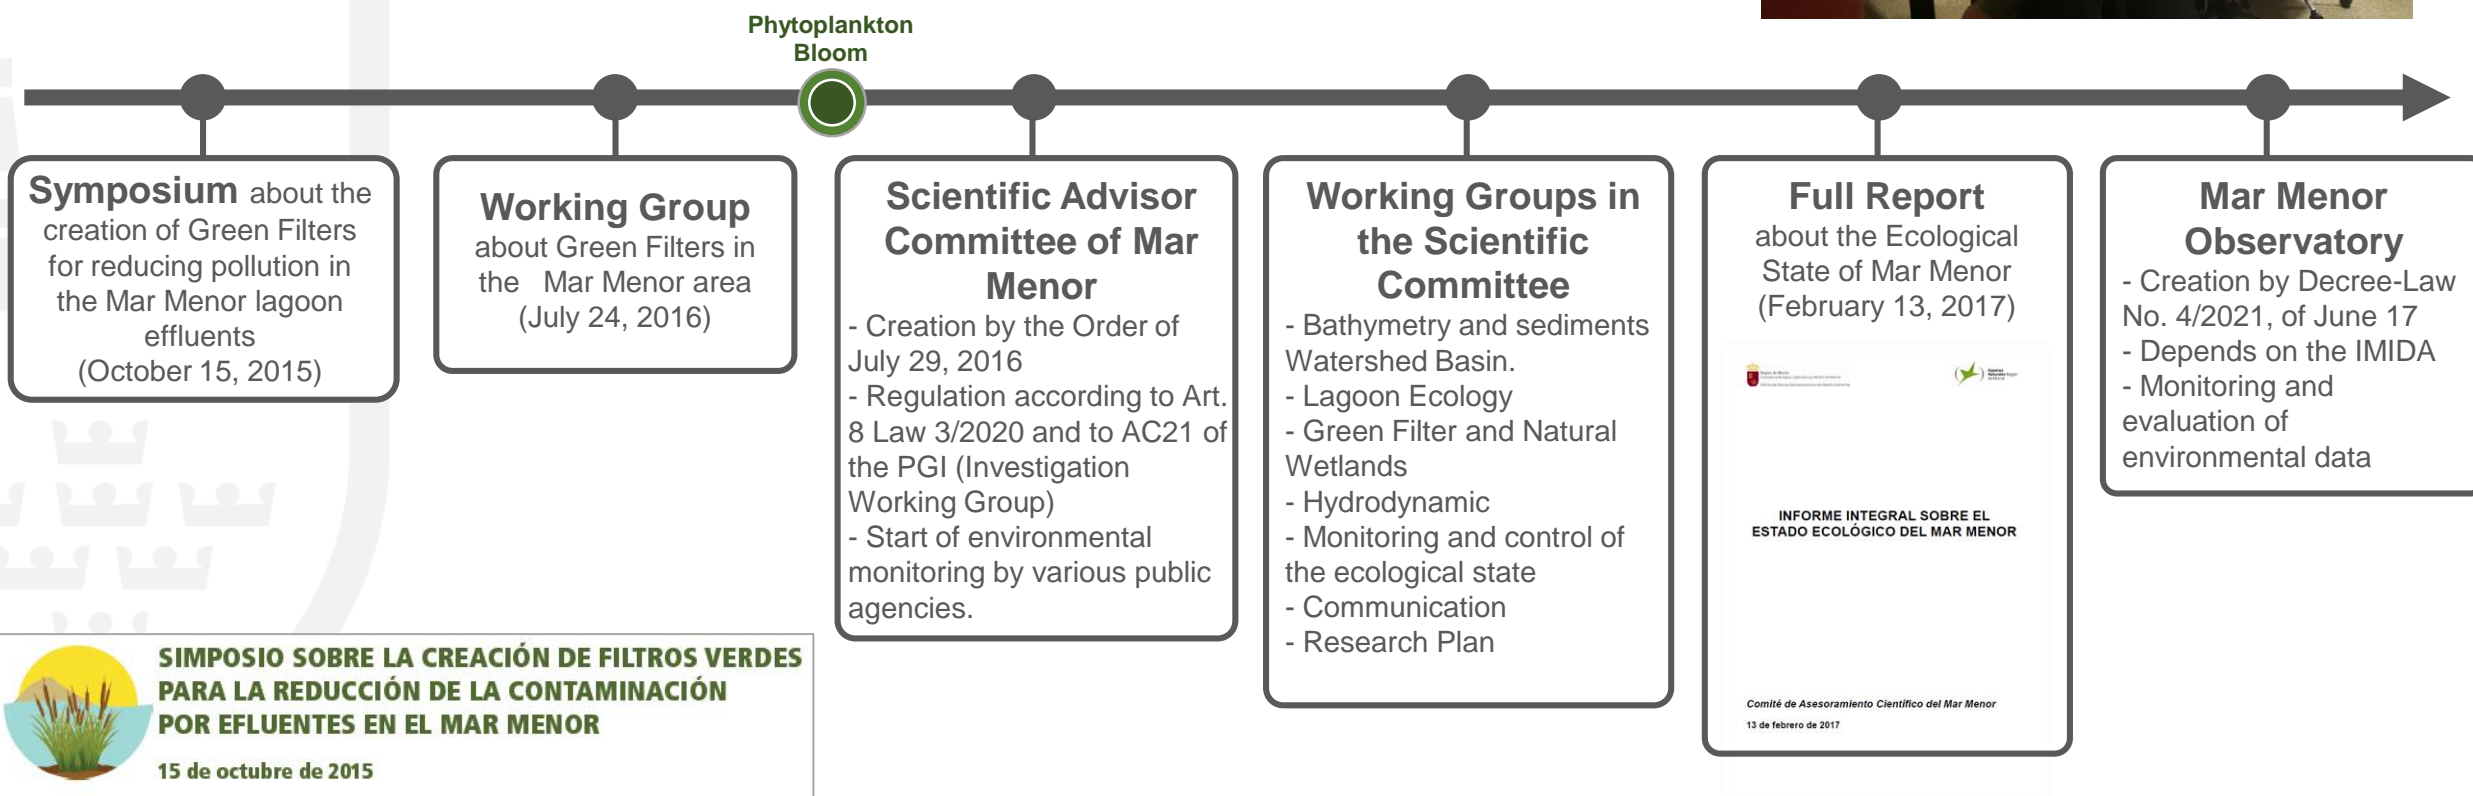 Phytoplankton
Bloom
Symposium about the
creation of Green Filters
for reducing pollution in
the Mar Menor lagoon
effluents
(October 15, 2015)
Working Group
about Green Filters in
the Mar Menor area
(July 24, 2016)
Scientific Advisor
Committee of Mar
Menor
- Creation by the Order of
July 29, 2016
- Regulation according to Art.
8 Law 3/2020 and to AC21 of
the PGI (Investigation
Working Group)
- Start of environmental
monitoring by various public
agencies.
Working Groups in
the Scientific
Committee
- Bathymetry and sediments
Watershed Basin.
- Lagoon Ecology
- Green Filter and Natural
Wetlands
- Hydrodynamic
- Monitoring and control of
the ecological state
- Communication
- Research Plan
Full Report
about the Ecological
State of Mar Menor
(February 13, 2017)
INFORME INTEGRAL SOBRE EL
ESTADO ECOLÓGICO DEL MAR MENOR
Comité de Asesoramiento Científico del Mar Menor
13 de febrero de 2017
Mar Menor
Observatory
- Creation by Decree-Law
No. 4/2021, of June 17
- Depends on the IMIDA
- Monitoring and
evaluation of
environmental data
SIMPOSIO SOBRE LA CREACIÓN DE FILTROS VERDES
PARA LA REDUCCIÓN DE LA CONTAMINACIÓN
POR EFLUENTES EN EL MAR MENOR
15 de octubre de 2015